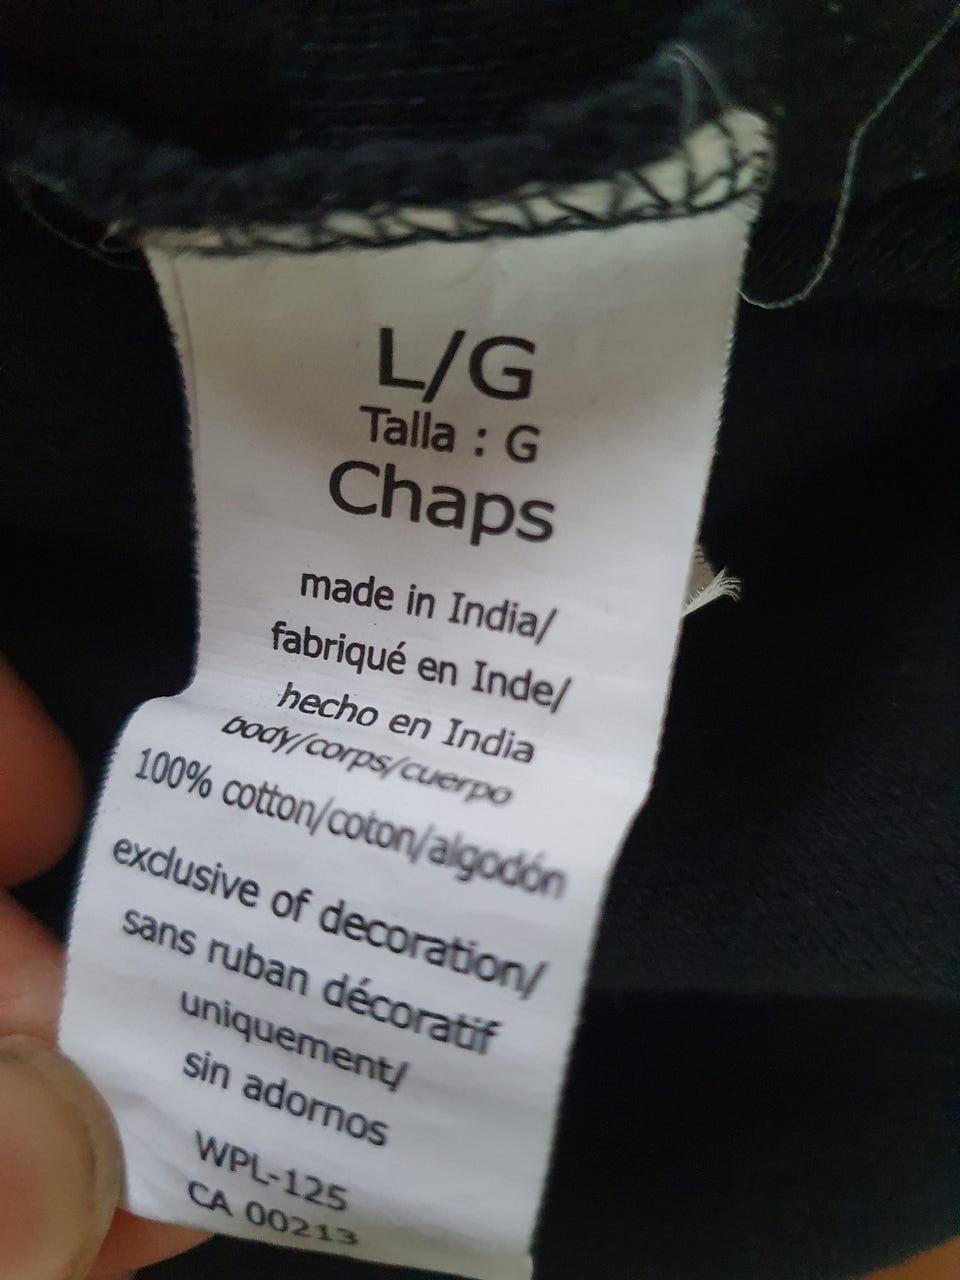 L/G
Talla : G
Chaps
made in India/
fabriqué en Inde/
hecho en India
body/corps/cuerpo
100% cotton/coton/algodón
exclusive of decoration/
sans ruban décoratif
uniquement/
sin adornos
WPL-125
CA 00213